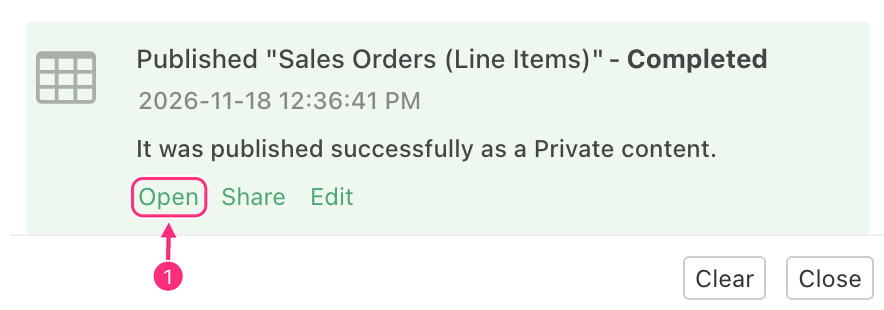 Published "Sales Orders (Line Items)" - Completed
2026-11-18 12:36:41 PM
It was published successfully as a Private content.
Open Share Edit
1
Clear Close